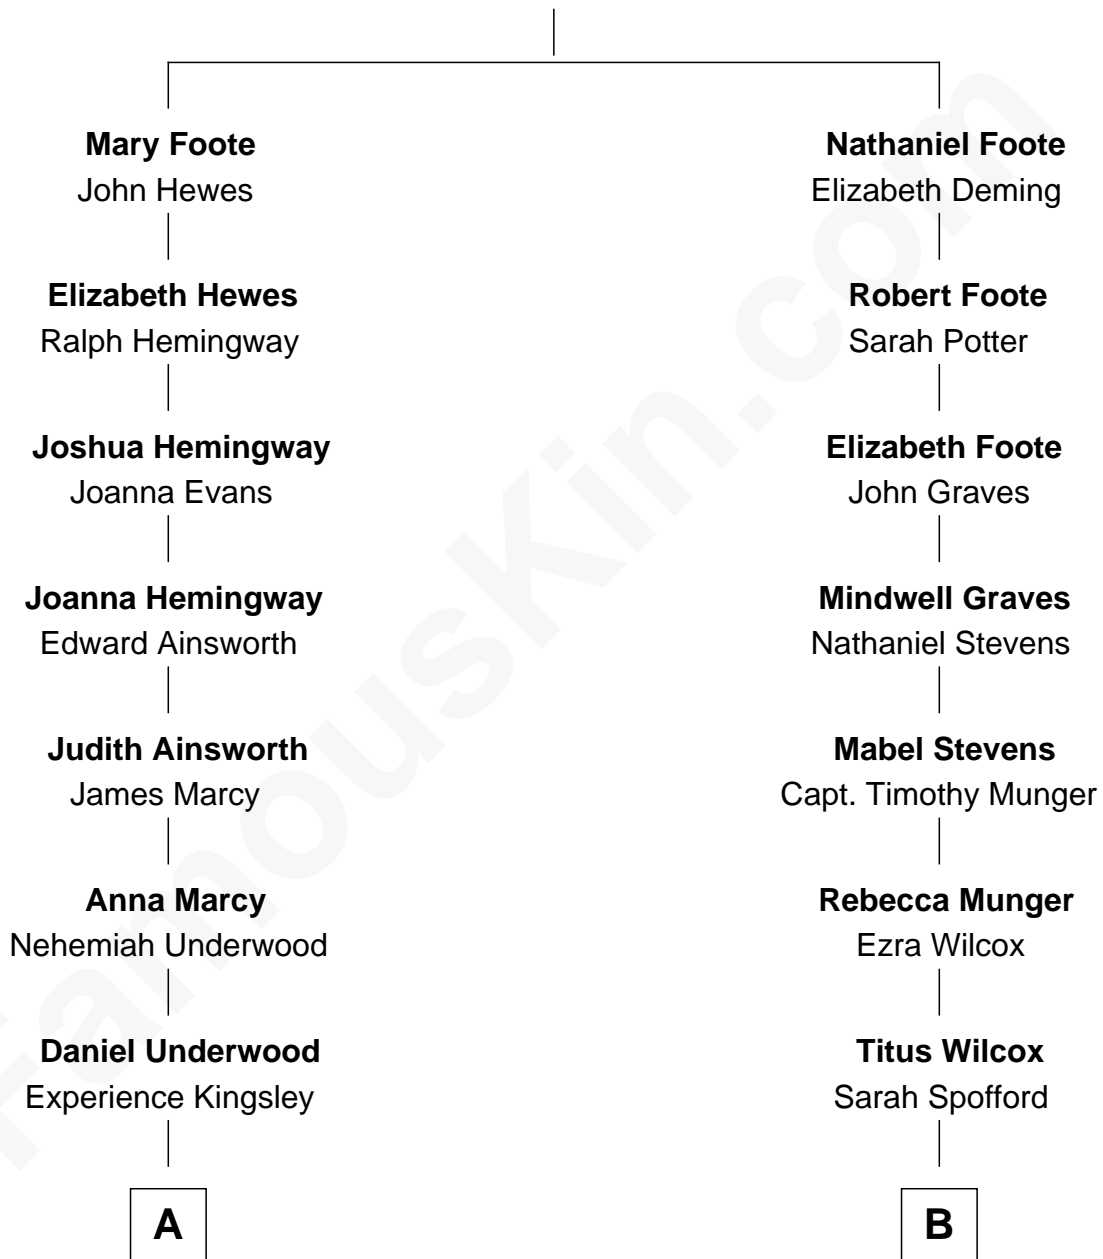 Mary Foote
John Hewes
Elizabeth Hewes
Ralph Hemingway
Joshua Hemingway
Joanna Evans
Joanna Hemingway
Edward Ainsworth
Judith Ainsworth
James Marcy
Anna Marcy
Nehemiah Underwood
Daniel Underwood
Experience Kingsley
A
Nathaniel Foote
Elizabeth Deming
Robert Foote
Sarah Potter
Elizabeth Foote
John Graves
Mindwell Graves
Nathaniel Stevens
Mabel Stevens
Capt. Timothy Munger
Rebecca Munger
Ezra Wilcox
Titus Wilcox
Sarah Spofford
B
FamousKin.com